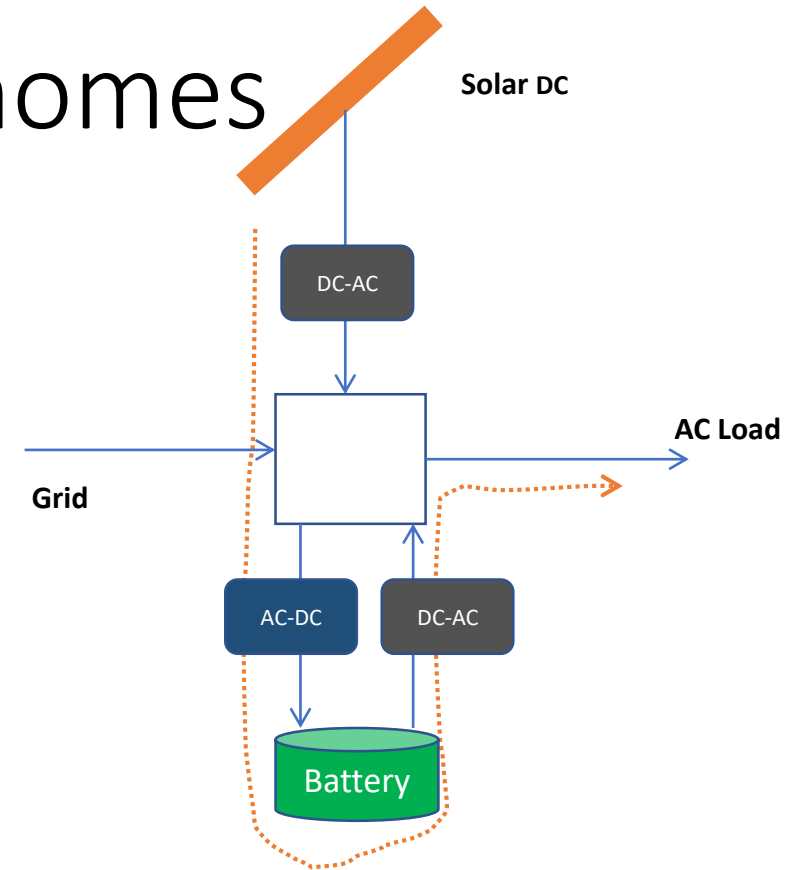 homes
Solar DC
DC-AC
AC Load
Grid
AC-DC
DC-AC
Battery